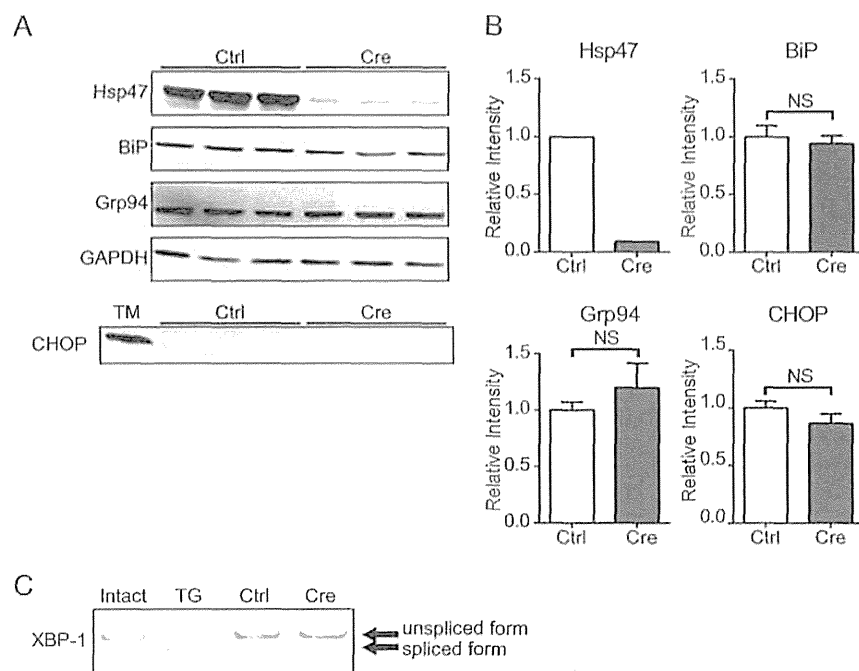 A
Ctrl Cre
Hsp47
BiP
Grp94
GAPDH
TM Ctrl Cre
CHOP
B
Hsp47
Relative Intensity
1.5
1.0
0.5
0.0
Ctrl Cre
BiP
Relative Intensity
1.5
1.0
0.5
0.0
NS
Ctrl Cre
Grp94
Relative Intensity
1.5
1.0
0.5
0.0
NS
Ctrl Cre
CHOP
Relative Intensity
1.5
1.0
0.5
0.0
NS
Ctrl Cre
C
Intact TG Ctrl Cre
XBP-1
unspliced form
spliced form